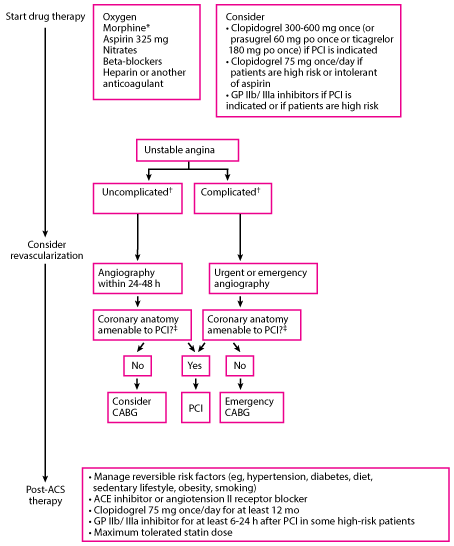 Start drug therapy
Oxygen
Morphine*
Aspirin 325 mg
Nitrates
Beta-blockers
Heparin or another
anticoagulant
Consider
• Clopidogrel 300-600 mg once (or
prasugrel 60 mg po once or ticagrelor
180 mg po once) if PCI is indicated
• Clopidogrel 75 mg once/day if
patients are high risk or intolerant
of aspirin
• GP IIb/ IIIa inhibitors if PCI is
indicated or if patients are high risk
Unstable angina
Uncomplicated†
Complicated†
Consider
revascularization
Angiography
within 24-48 h
Urgent or emergency
angiography
Coronary anatomy
amenable to PCI?‡
Coronary anatomy
amenable to PCI?‡
No
Yes
No
Consider
CABG
PCI
Emergency
CABG
Post-ACS
therapy
• Manage reversible risk factors (eg, hypertension, diabetes, diet,
sedentary lifestyle, obesity, smoking)
• ACE inhibitor or angiotension II receptor blocker
• Clopidogrel 75 mg once/day for at least 12 mo
• GP IIb/ IIIa inhibitor for at least 6-24 h after PCI in some high-risk patients
• Maximum tolerated statin dose